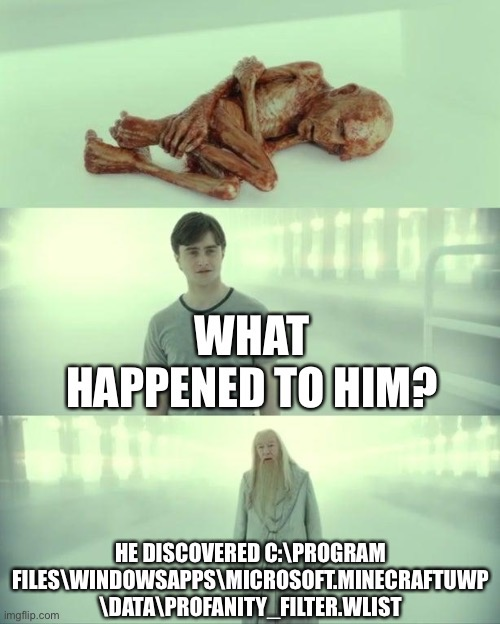 WHAT
HAPPENED TO HIM?
HE DISCOVERED C:\PROGRAM
FILES\WINDOWSAPPS\MICROSOFT.MINECRAFTUWP
\DATA\PROFANITY_FILTER.WLIST
imgflip.com